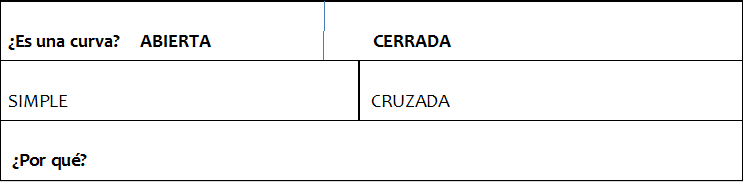 ¿Es una curva? ABIERTA CERRADA
SIMPLE CRUZADA
¿Por qué?